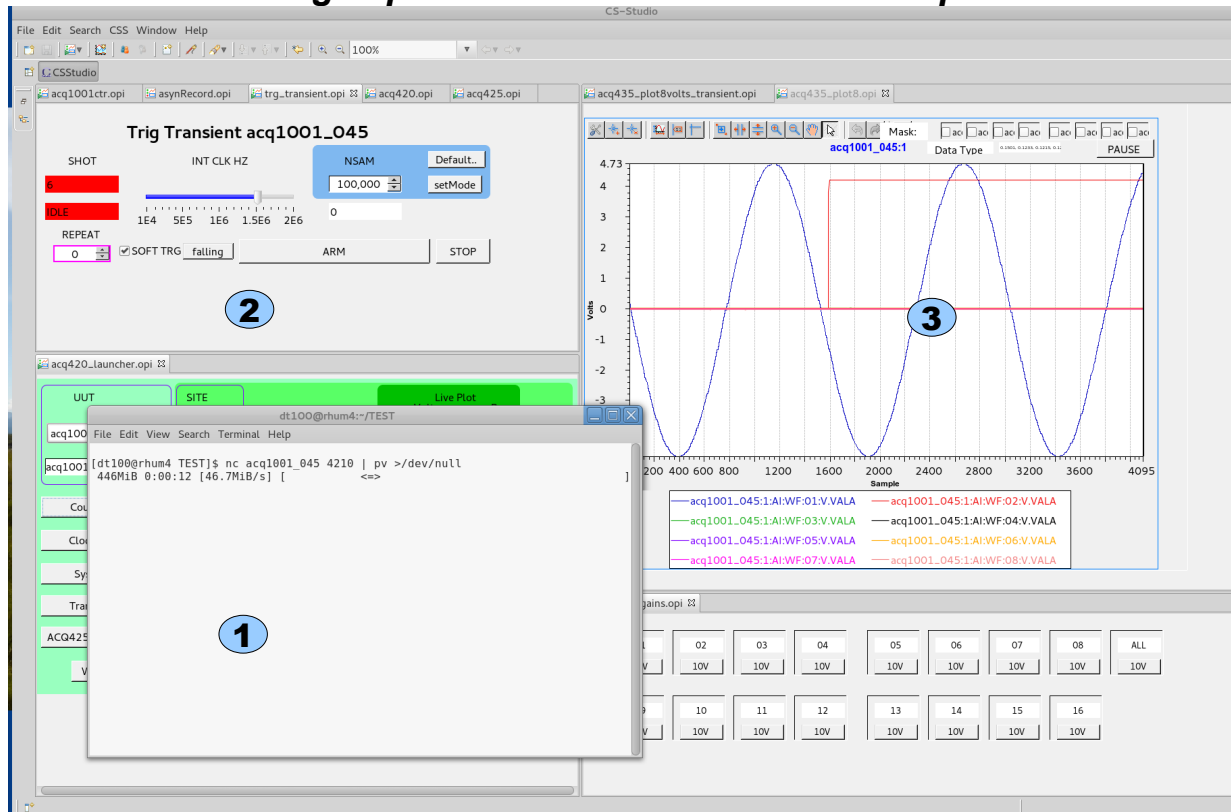 CS-Studio
File Edit Search CSS Window Help
100%
CSStudio
acq1001ctr.opi asynRecord.opi trg_transient.opi acq420.opi acq425.opi
Trig Transient acq1001_045
SHOT INT CLK HZ NSAM Default..
6 100,000 setMode
IDLE 1E4 5E5 1E6 1.5E6 2E6 0
REPEAT
0 SOFT TRG falling ARM STOP
2
acq435_plot8volts_transient.opi acq435_plot8.opi
Mask:
acq1001_045:1 Data Type PAUSE
4.73
4
3
2
1
0
-1
-2
-3
Volts
3
200 400 600 800 1200 1600 2000 2400 2800 3200 3600 4095
Sample
acq1001_045:1:AI:WF:01:V.VALA acq1001_045:1:AI:WF:02:V.VALA
acq1001_045:1:AI:WF:03:V.VALA acq1001_045:1:AI:WF:04:V.VALA
acq1001_045:1:AI:WF:05:V.VALA acq1001_045:1:AI:WF:06:V.VALA
acq1001_045:1:AI:WF:07:V.VALA acq1001_045:1:AI:WF:08:V.VALA
acq420_launcher.opi
UUT SITE Live Plot
acq100
acq1001
Cou
Clo
Sy
Tra
ACQ425
V
dt100@rhum4:~/TEST
File Edit View Search Terminal Help
[dt100@rhum4 TEST]$ nc acq1001_045 4210 | pv >/dev/null
446MiB 0:00:12 [46.7MiB/s] [ <=> ]
1
gains.opi
02 03 04 05 06 07 08 ALL
V 10V 10V 10V 10V 10V 10V 10V 10V
10 11 12 13 14 15 16
V 10V 10V 10V 10V 10V 10V 10V